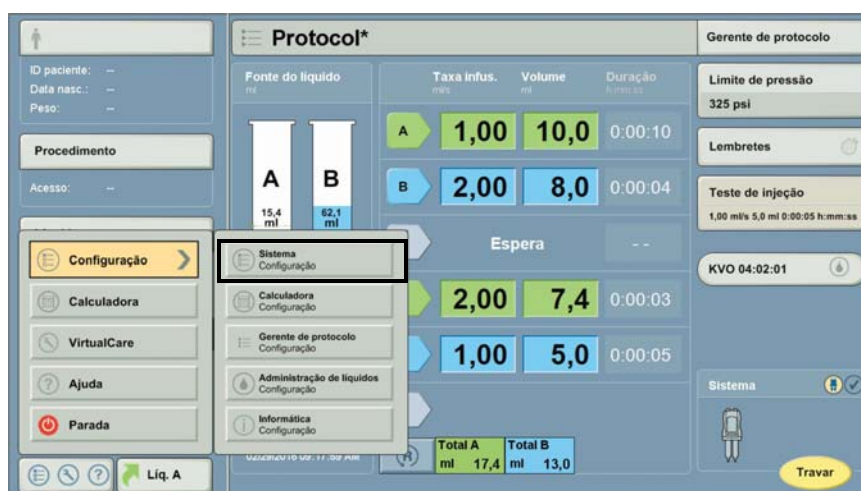 Protocol*
Gerente de protocolo
ID paciente: --
Data nasc.: --
Peso: --
Procedimento
Acesso: --
Fonte do líquido
ml
A
B
15,4
ml
62,1
ml
Taxa infus.
ml/s
Volume
ml
Duração
h:mm:ss
A 1,00 10,0 0:00:10
B 2,00 8,0 0:00:04
Espera --
2,00 7,4 0:00:03
1,00 5,0 0:00:05
Total A
ml 17,4
Total B
ml 13,0
Limite de pressão
325 psi
Lembretes
Teste de injeção
1,00 ml/s 5,0 ml 0:00:05 h:mm:ss
KVO 04:02:01
Sistema
Travar
Configuração
Calculadora
VirtualCare
Ajuda
Parada
Sistema
Configuração
Calculadora
Configuração
Gerente de protocolo
Configuração
Administração de líquidos
Configuração
Informática
Configuração
Líq. A